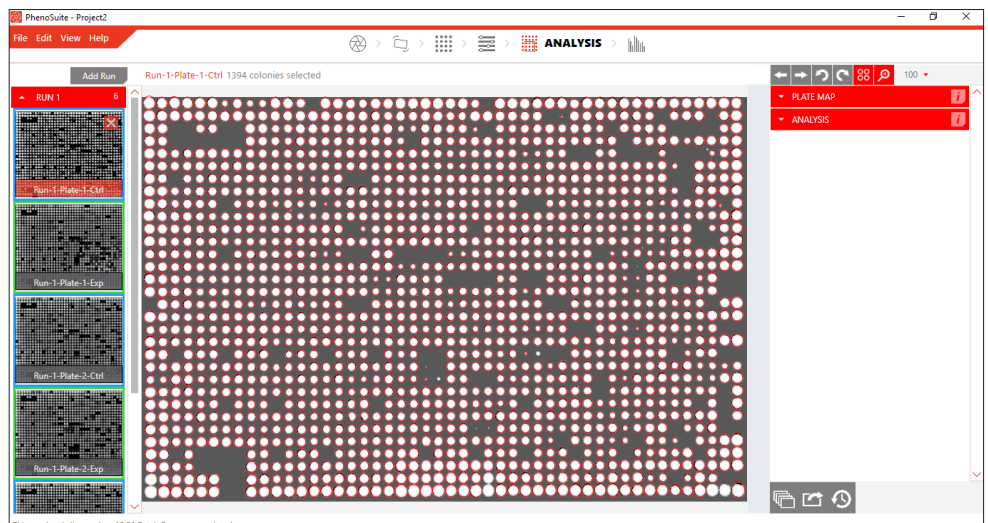 PhenoSuite - Project2
File Edit View Help
ANALYSIS
Add Run
Run-1-Plate-1-Ctrl 1394 colonies selected
100
RUN 1 6
PLATE MAP
ANALYSIS
Run-1-Plate-1-Ctrl
Run-1-Plate-1-Exp
Run-1-Plate-2-Ctrl
Run-1-Plate-2-Exp